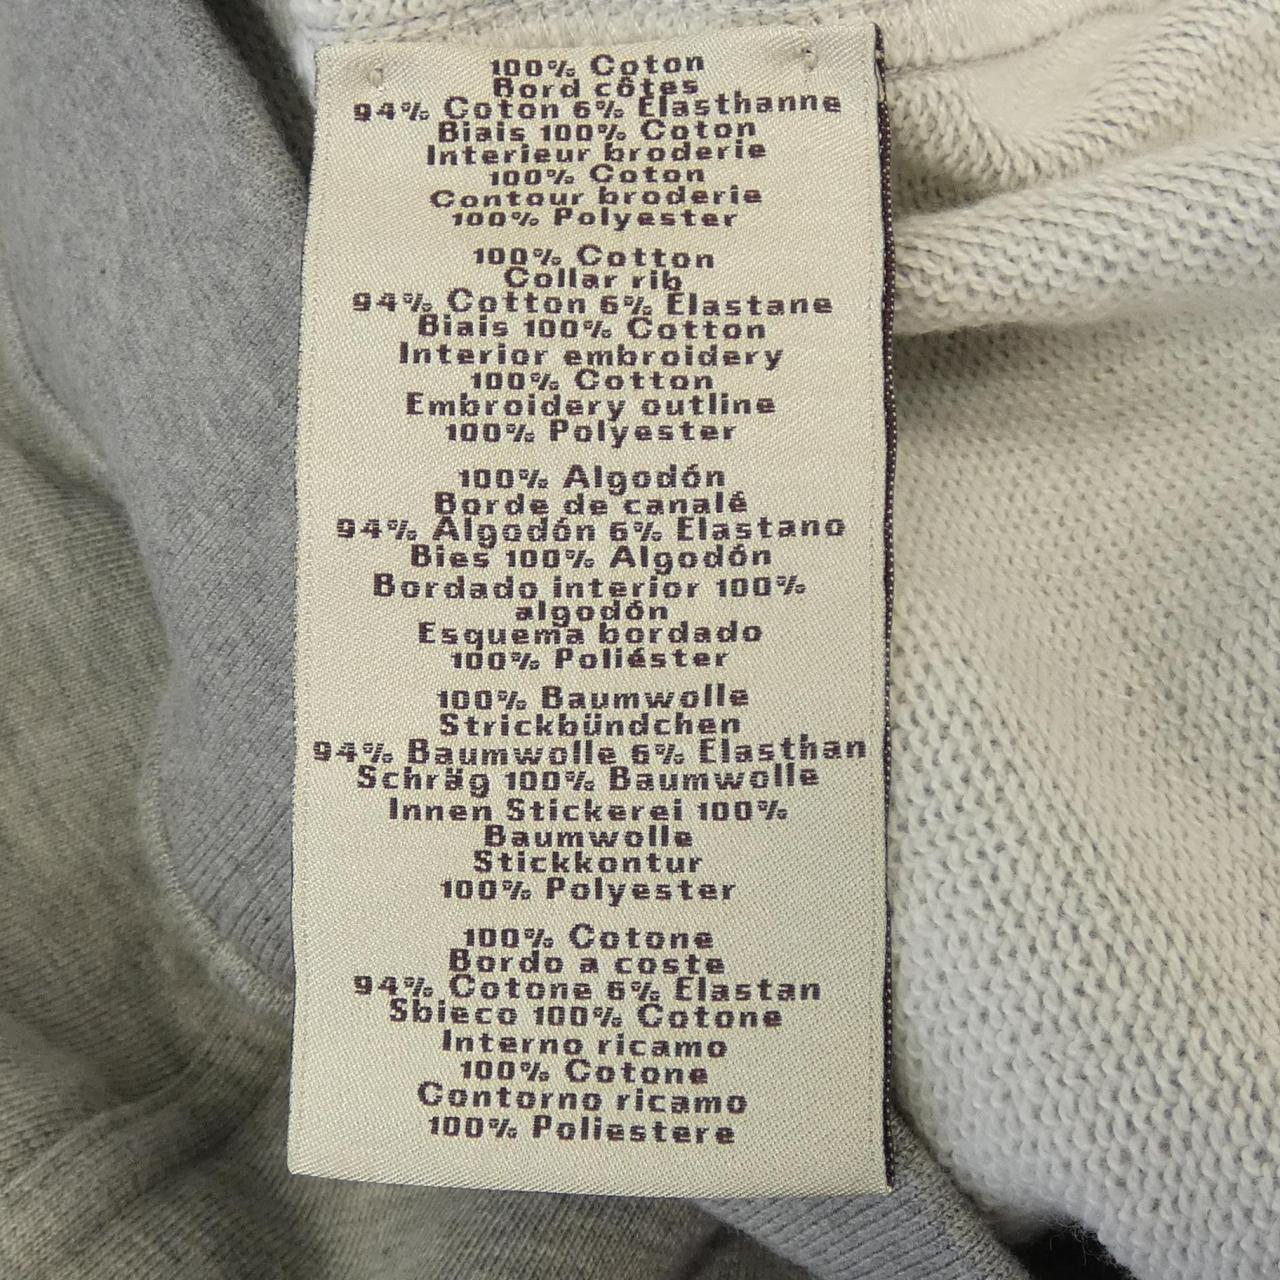 100% Coton
Bord côtes
94% Coton 6% Elasthanne
Biais 100% Coton
Interieur broderie
100% Coton
Contour broderie
100% Polyester
100% Cotton
Collar rib
94% Cotton 6% Elastane
Biais 100% Cotton
Interior embroidery
100% Cotton
Embroidery outline
100% Polyester
100% Algodón
Borde de canalé
94% Algodón 6% Elastano
Bies 100% Algodón
Bordado interior 100%
algodón
Esquema bordado
100% Poliéster
100% Baumwolle
Strickbündchen
94% Baumwolle 6% Elasthan
Schräg 100% Baumwolle
Innen Stickerei 100%
Baumwolle
Stickkontur
100% Polyester
100% Cotone
Bordo a coste
94% Cotone 6% Elastan
Sbieco 100% Cotone
Interno ricamo
100% Cotone
Contorno ricamo
100% Poliestere